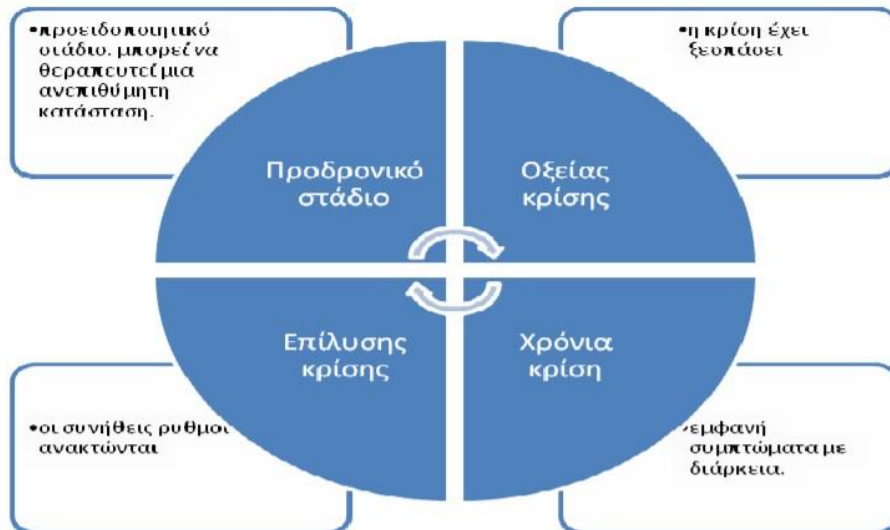 •προειδοποιητικό
στάδιο. μπορεί να
θεραπευτεί μια
ανεπιθύμητη
κατάσταση.
•η κρίση έχει
ξεσπάσει
Προδρονικό
στάδιο
Οξείας
κρίσης
Επίλυσης
κρίσης
Χρόνια
κρίση
•οι συνήθεις ρυθμοί
ανακτώνται
•εμφανή
συμπτώματα με
διάρκεια.